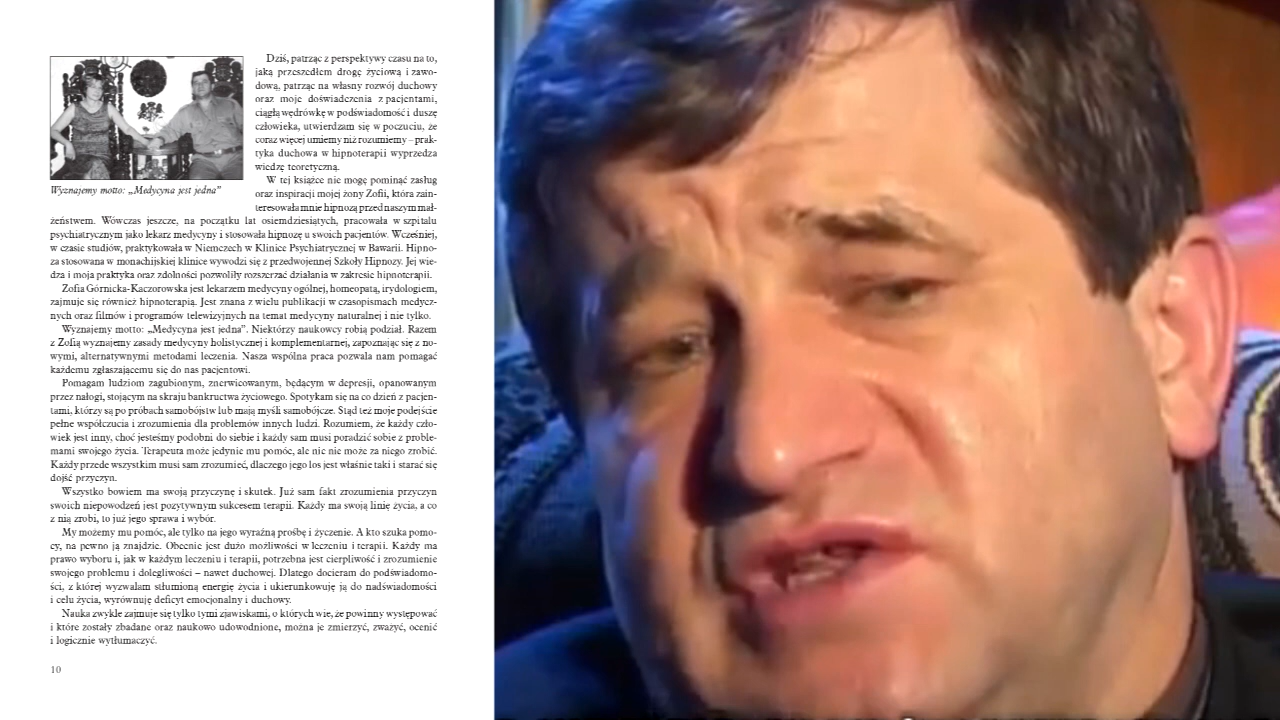 Dziś, patrząc z perspektywy czasu na to,
jaką przeszedłem drogę życiową i zawo-
dową, patrząc na własny rozwój duchowy
oraz moje doświadczenia z pacjentami,
ciągłą wędrówkę w podświadomość i duszę
człowieka, utwierdzam się w poczuciu, że
coraz więcej umiemy niż rozumiemy – prak-
tyka duchowa w hipnoterapii wyprzedza
wiedzę teoretyczną.
W tej książce nie mogę pominąć zasług
oraz inspiracji mojej żony Zofii, która zain-
teresowała mnie hipnozą przed naszym mał-
Wyznajemy motto: „Medycyna jest jedna”
żeństwem. Wówczas jeszcze, na początku lat osiemdziesiątych, pracowała w szpitalu
psychiatrycznym jako lekarz medycyny i stosowała hipnozę u swoich pacjentów. Wcześniej,
w czasie studiów, praktykowała w Niemczech w Klinice Psychiatrycznej w Bawarii. Hipno-
za stosowana w monachijskiej klinice wywodzi się z przedwojennej Szkoły Hipnozy. Jej wie-
dza i moja praktyka oraz zdolności pozwoliły rozszerzać działania w zakresie hipnoterapii.
Zofia Górnicka-Kaczorowska jest lekarzem medycyny ogólnej, homeopatą, irydologiem,
zajmuje się również hipnoterapią. Jest znana z wielu publikacji w czasopismach medycz-
nych oraz filmów i programów telewizyjnych na temat medycyny naturalnej i nie tylko.
Wyznajemy motto: „Medycyna jest jedna”. Niektórzy naukowcy robią podział. Razem
z Zofią wyznajemy zasady medycyny holistycznej i komplementarnej, zapoznając się z no-
wymi, alternatywnymi metodami leczenia. Nasza wspólna praca pozwala nam pomagać
każdemu zgłaszającemu się do nas pacjentowi.
Pomagam ludziom zagubionym, znerwicowanym, będącym w depresji, opanowanym
przez nałogi, stojącym na skraju bankructwa życiowego. Spotykam się na co dzień z pacjen-
tami, którzy są po próbach samobójstw lub mają myśli samobójcze. Stąd też moje podejście
pełne współczucia i zrozumienia dla problemów innych ludzi. Rozumiem, że każdy czło-
wiek jest inny, choć jesteśmy podobni do siebie i każdy sam musi poradzić sobie z proble-
mami swojego życia. Terapeuta może jedynie mu pomóc, ale nic nie może za niego zrobić.
Każdy przede wszystkim musi sam zrozumieć, dlaczego jego los jest właśnie taki i starać się
dojść przyczyn.
Wszystko bowiem ma swoją przyczynę i skutek. Już sam fakt zrozumienia przyczyn
swoich niepowodzeń jest pozytywnym sukcesem terapii. Każdy ma swoją linię życia, a co
z nią zrobi, to już jego sprawa i wybór.
My możemy mu pomóc, ale tylko na jego wyraźną prośbę i życzenie. A kto szuka pomo-
cy, na pewno ją znajdzie. Obecnie jest dużo możliwości w leczeniu i terapii. Każdy ma
prawo wyboru i, jak w każdym leczeniu i terapii, potrzebna jest cierpliwość i zrozumienie
swojego problemu i dolegliwości – nawet duchowej. Dlatego docieram do podświadomo-
ści, z której wyzwalam stłumioną energię życia i ukierunkowuję ją do nadświadomości
i celu życia, wyrównuję deficyt emocjonalny i duchowy.
Nauka zwykle zajmuje się tylko tymi zjawiskami, o których wie, że powinny występować
i które zostały zbadane oraz naukowo udowodnione, można je zmierzyć, zważyć, ocenić
i logicznie wytłumaczyć.
10